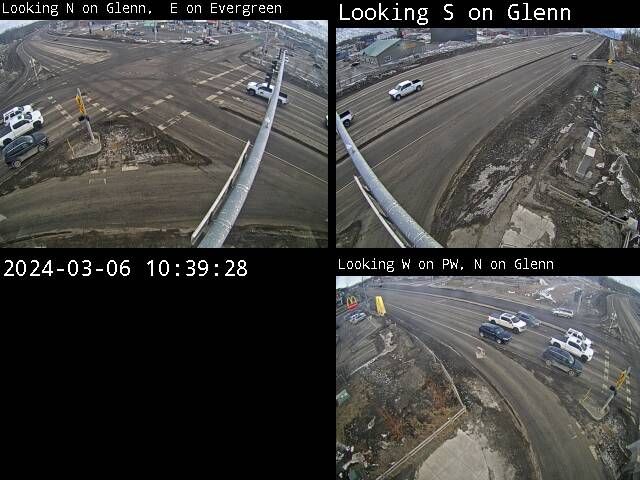 Looking N on Glenn,  E on Evergreen
Looking S on Glenn
2024-03-06 10:39:28
Looking W on PW, N on Glenn